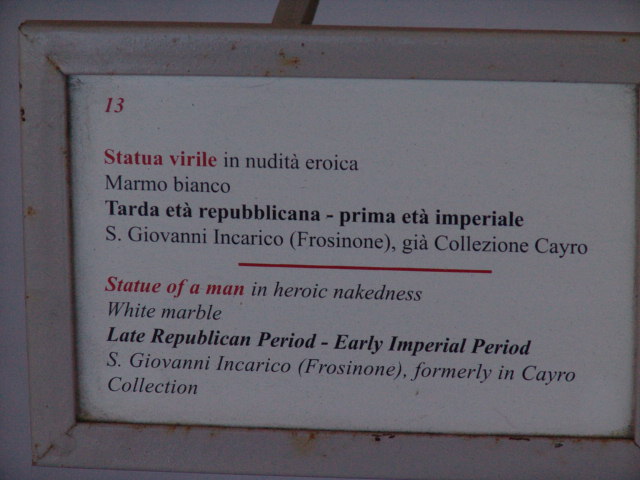 13
Statua virile in nudità eroica
Marmo bianco
Tarda età repubblicana - prima età imperiale
S. Giovanni Incarico (Frosinone), già Collezione Cayro
Statue of a man in heroic nakedness
White marble
Late Republican Period - Early Imperial Period
S. Giovanni Incarico (Frosinone), formerly in Cayro
Collection